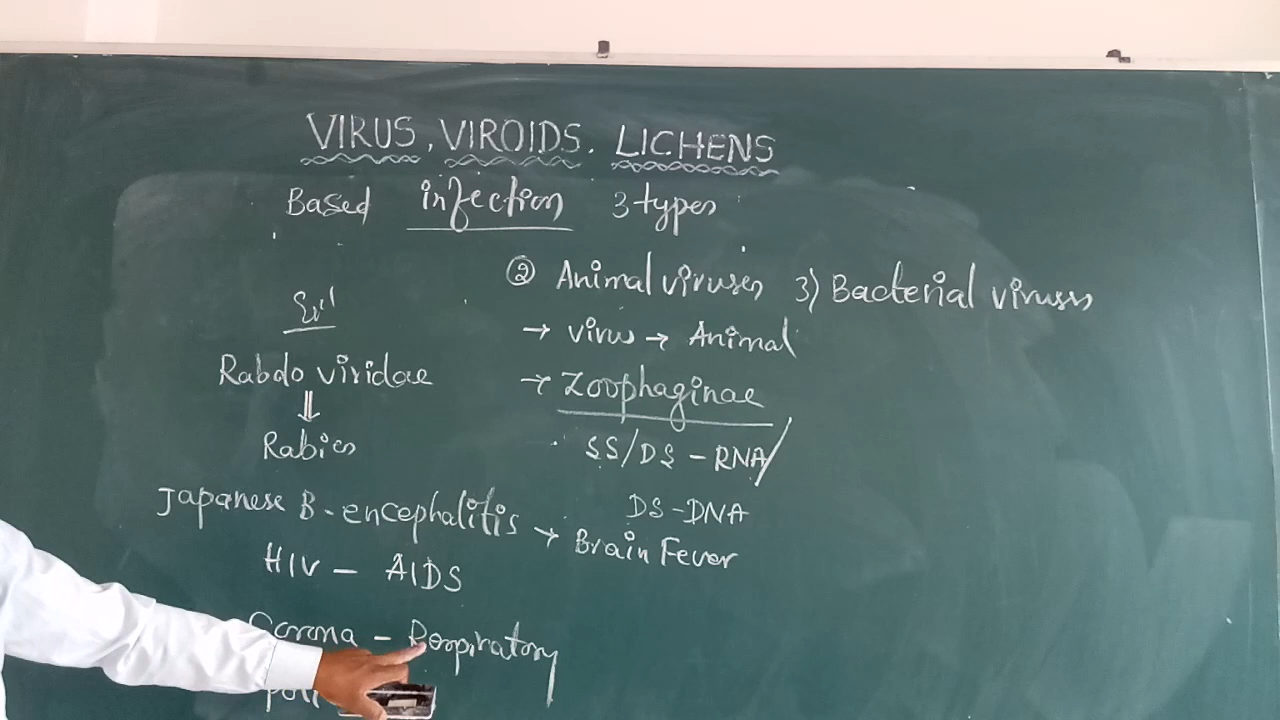 VIRUS, VIROIDS. LICHENS
Based infection 3 types
② Animal viruses 3) Bacterial viruses
→ virus → Animal
→ Zoophaginae
SS/DS - RNA/
DS-DNA
Rabdo viridae
⇓
Rabies
Japanese B-encephalitis → Brain Fever
HIV - AIDS
Corona - Respiratory